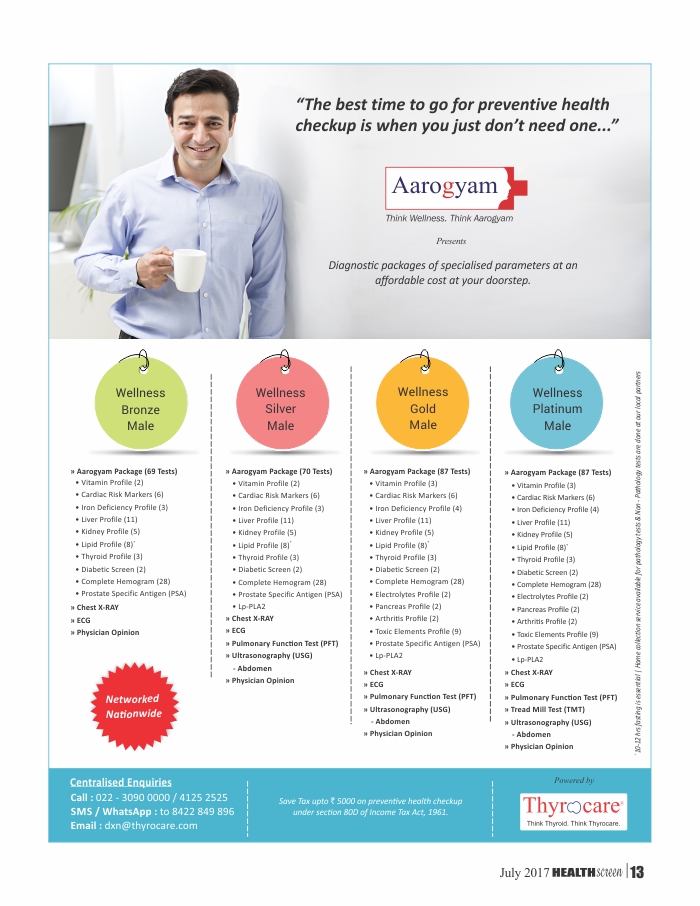 “The best time to go for preventive health
checkup is when you just don’t need one...”
Aarogyam
Think Wellness. Think Aarogyam
Presents
Diagnostic packages of specialised parameters at an
affordable cost at your doorstep.
Wellness
Bronze
Male
» Aarogyam Package (69 Tests)
• Vitamin Profile (2)
• Cardiac Risk Markers (6)
• Iron Deficiency Profile (3)
• Liver Profile (11)
• Kidney Profile (5)
• Lipid Profile (8)*
• Thyroid Profile (3)
• Diabetic Screen (2)
• Complete Hemogram (28)
• Prostate Specific Antigen (PSA)
» Chest X-RAY
» ECG
» Physician Opinion
Networked
Nationwide
Wellness
Silver
Male
» Aarogyam Package (70 Tests)
• Vitamin Profile (2)
• Cardiac Risk Markers (6)
• Iron Deficiency Profile (3)
• Liver Profile (11)
• Kidney Profile (5)
• Lipid Profile (8)*
• Thyroid Profile (3)
• Diabetic Screen (2)
• Complete Hemogram (28)
• Prostate Specific Antigen (PSA)
• Lp-PLA2
» Chest X-RAY
» ECG
» Pulmonary Function Test (PFT)
» Ultrasonography (USG)
- Abdomen
» Physician Opinion
Wellness
Gold
Male
» Aarogyam Package (87 Tests)
• Vitamin Profile (3)
• Cardiac Risk Markers (6)
• Iron Deficiency Profile (4)
• Liver Profile (11)
• Kidney Profile (5)
• Lipid Profile (8)*
• Thyroid Profile (3)
• Diabetic Screen (2)
• Complete Hemogram (28)
• Electrolytes Profile (2)
• Pancreas Profile (2)
• Arthritis Profile (2)
• Toxic Elements Profile (9)
• Prostate Specific Antigen (PSA)
• Lp-PLA2
» Chest X-RAY
» ECG
» Pulmonary Function Test (PFT)
» Ultrasonography (USG)
- Abdomen
» Physician Opinion
Wellness
Platinum
Male
» Aarogyam Package (87 Tests)
• Vitamin Profile (3)
• Cardiac Risk Markers (6)
• Iron Deficiency Profile (4)
• Liver Profile (11)
• Kidney Profile (5)
• Lipid Profile (8)*
• Thyroid Profile (3)
• Diabetic Screen (2)
• Complete Hemogram (28)
• Electrolytes Profile (2)
• Pancreas Profile (2)
• Arthritis Profile (2)
• Toxic Elements Profile (9)
• Prostate Specific Antigen (PSA)
• Lp-PLA2
» Chest X-RAY
» ECG
» Pulmonary Function Test (PFT)
» Tread Mill Test (TMT)
» Ultrasonography (USG)
- Abdomen
» Physician Opinion
*10-12 hrs fasting is essential | Home collection service available for pathology tests & Non - Pathology tests are done at our local partners
Centralised Enquiries
Call : 022 - 3090 0000 / 4125 2525
SMS / WhatsApp : to 8422 849 896
Email : dxn@thyrocare.com
Save Tax upto ₹ 5000 on preventive health checkup
under section 80D of Income Tax Act, 1961.
Powered by
Thyrocare®
Think Thyroid. Think Thyrocare.
July 2017 HEALTHscreen | 13